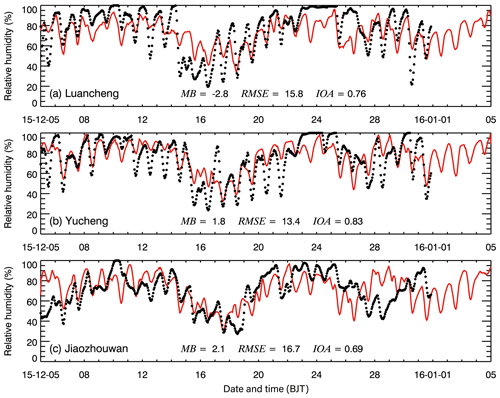 Relative humidity (%)
100
80
60
40
20
0
(a) Luancheng MB = -2.8 RMSE = 15.8 IOA = 0.76
15-12-05 08 12 16 20 24 28 16-01-01 05
Relative humidity (%)
100
80
60
40
20
0
(b) Yucheng MB = 1.8 RMSE = 13.4 IOA = 0.83
15-12-05 08 12 16 20 24 28 16-01-01 05
Relative humidity (%)
100
80
60
40
20
0
(c) Jiaozhouwan MB = 2.1 RMSE = 16.7 IOA = 0.69
15-12-05 08 12 16 20 24 28 16-01-01 05
Date and time (BJT)